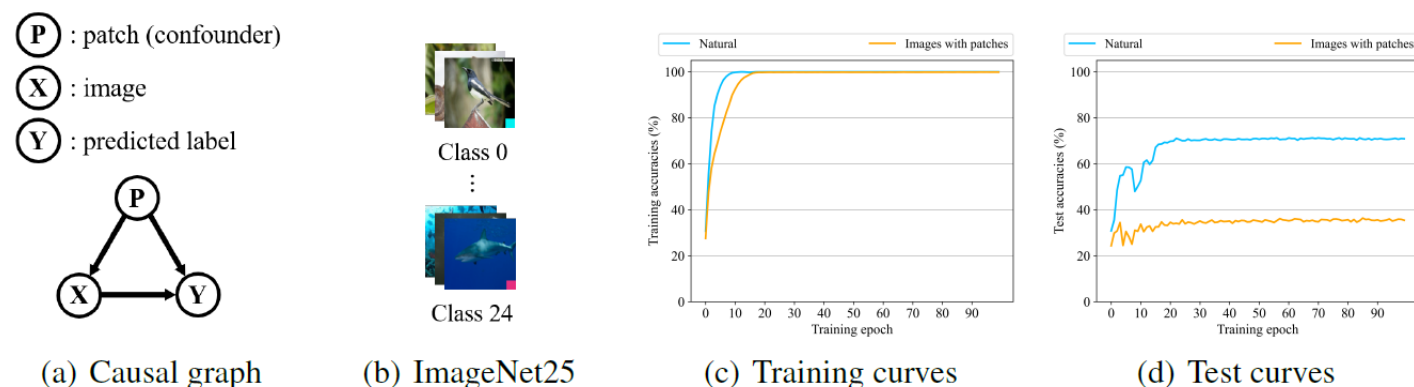 P : patch (confounder)
X : image
Y : predicted label
P
X
Y
(a) Causal graph
Class 0
⋮
Class 24
(b) ImageNet25
Natural
Images with patches
100
80
60
40
20
0
Training accuracies (%)
0 10 20 30 40 50 60 70 80 90
Training epoch
(c) Training curves
Natural
Images with patches
100
80
60
40
20
0
Test accuracies (%)
0 10 20 30 40 50 60 70 80 90
Training epoch
(d) Test curves